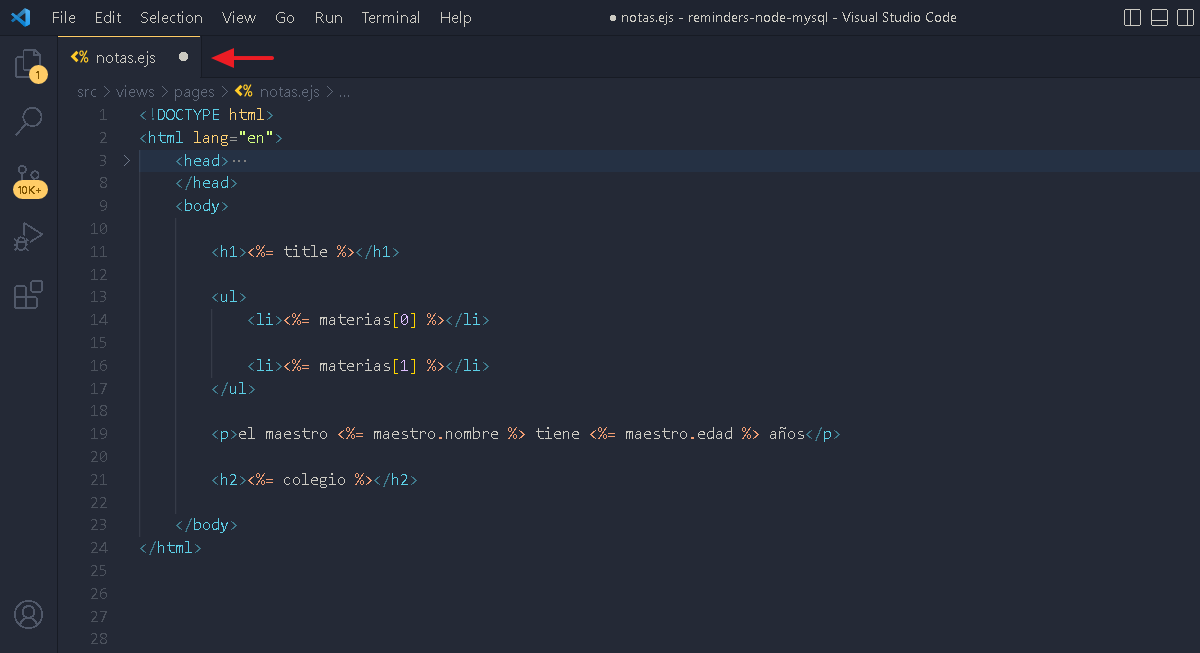 File Edit Selection View Go Run Terminal Help ● notas.ejs - reminders-node-mysql - Visual Studio Code
<% notas.ejs ●
src > views > pages > <% notas.ejs > ...
1
10K+
1 <!DOCTYPE html>
2 <html lang="en">
3 > <head>···
8 </head>
9 <body>
10
11 <h1><%= title %></h1>
12
13 <ul>
14 <li><%= materias[0] %></li>
15
16 <li><%= materias[1] %></li>
17 </ul>
18
19 <p>el maestro <%= maestro.nombre %> tiene <%= maestro.edad %> años</p>
20
21 <h2><%= colegio %></h2>
22
23 </body>
24 </html>
25
26
27
28